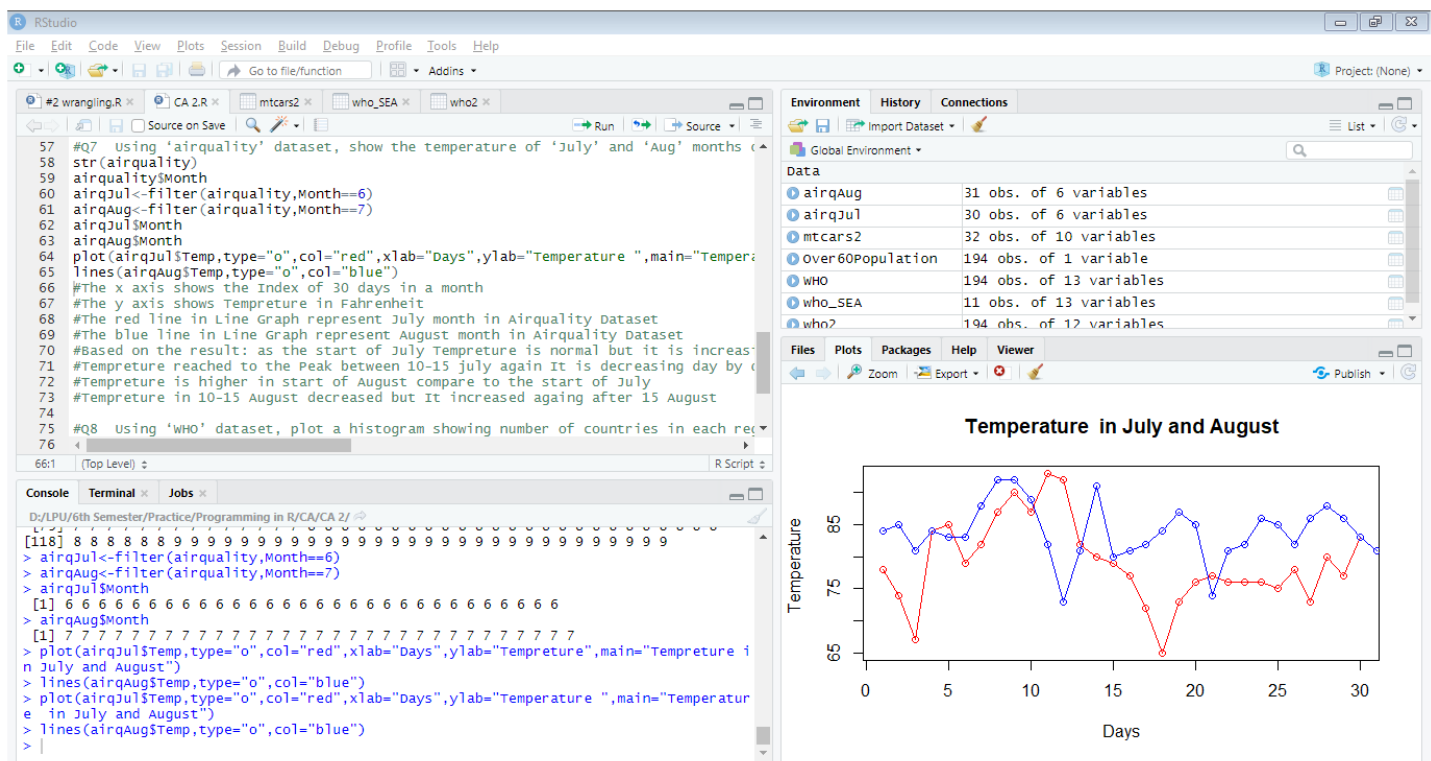 RStudio
File Edit Code View Plots Session Build Debug Profile Tools Help
Go to file/function Addins Project: (None)
#2 wrangling.R CA 2.R mtcars2 who_SEA who2
Source on Save Run Source
57 #Q7 Using ‘airquality’ dataset, show the temperature of ‘July’ and ‘Aug’ months
58 str(airquality)
59 airquality$Month
60 airqJul<-filter(airquality,Month==6)
61 airqAug<-filter(airquality,Month==7)
62 airqJul$Month
63 airqAug$Month
64 plot(airqJul$Temp,type="o",col="red",xlab="Days",ylab="Temperature ",main="Tempera
65 lines(airqAug$Temp,type="o",col="blue")
66 #The x axis shows the Index of 30 days in a month
67 #The y axis shows Tempreture in Fahrenheit
68 #The red line in Line Graph represent July month in Airquality Dataset
69 #The blue line in Line Graph represent August month in Airquality Dataset
70 #Based on the result: as the start of July Tempreture is normal but it is increasi
71 #Tempreture reached to the Peak between 10-15 july again It is decreasing day by
72 #Tempreture is higher in start of August compare to the start of July
73 #Tempreture in 10-15 August decreased but It increased againg after 15 August
74
75 #Q8 Using ‘WHO’ dataset, plot a histogram showing number of countries in each reg
76
66:1 (Top Level) R Script
Console Terminal Jobs
D:/LPU/6th Semester/Practice/Programming in R/CA/CA 2/
[118] 8 8 8 8 8 8 9 9 9 9 9 9 9 9 9 9 9 9 9 9 9 9 9 9 9 9 9 9 9 9 9 9 9 9 9 9
> airqJul<-filter(airquality,Month==6)
> airqAug<-filter(airquality,Month==7)
> airqJul$Month
[1] 6 6 6 6 6 6 6 6 6 6 6 6 6 6 6 6 6 6 6 6 6 6 6 6 6 6 6 6 6 6
> airqAug$Month
[1] 7 7 7 7 7 7 7 7 7 7 7 7 7 7 7 7 7 7 7 7 7 7 7 7 7 7 7 7 7 7 7
> plot(airqJul$Temp,type="o",col="red",xlab="Days",ylab="Tempreture",main="Tempreture i
n July and August")
> lines(airqAug$Temp,type="o",col="blue")
> plot(airqJul$Temp,type="o",col="red",xlab="Days",ylab="Temperature ",main="Temperatur
e  in July and August")
> lines(airqAug$Temp,type="o",col="blue")
>
Environment History Connections
Import Dataset List
Global Environment
Data
airqAug 31 obs. of 6 variables
airqJul 30 obs. of 6 variables
mtcars2 32 obs. of 10 variables
Over60Population 194 obs. of 1 variable
WHO 194 obs. of 13 variables
who_SEA 11 obs. of 13 variables
who2 194 obs. of 12 variables
Files Plots Packages Help Viewer
Zoom Export Publish
Temperature  in July and August
Temperature
85
75
65
0 5 10 15 20 25 30
Days